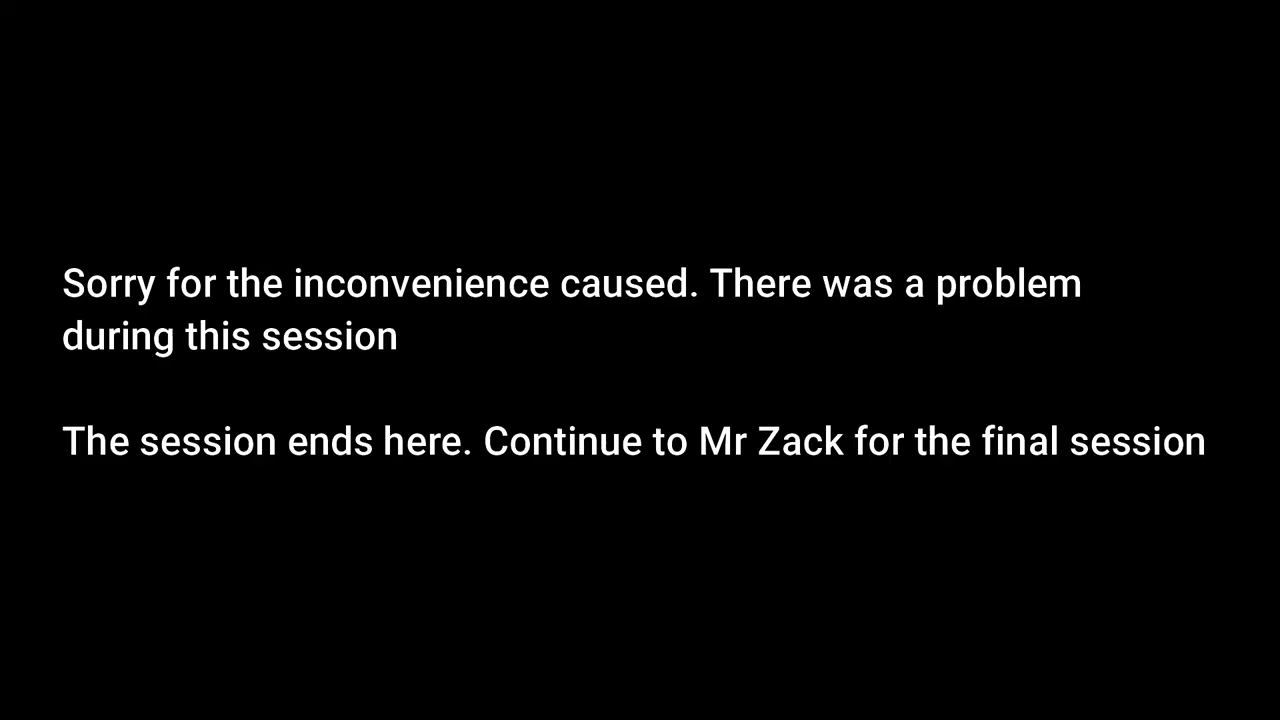 Sorry for the inconvenience caused. There was a problem
during this session
The session ends here. Continue to Mr Zack for the final session